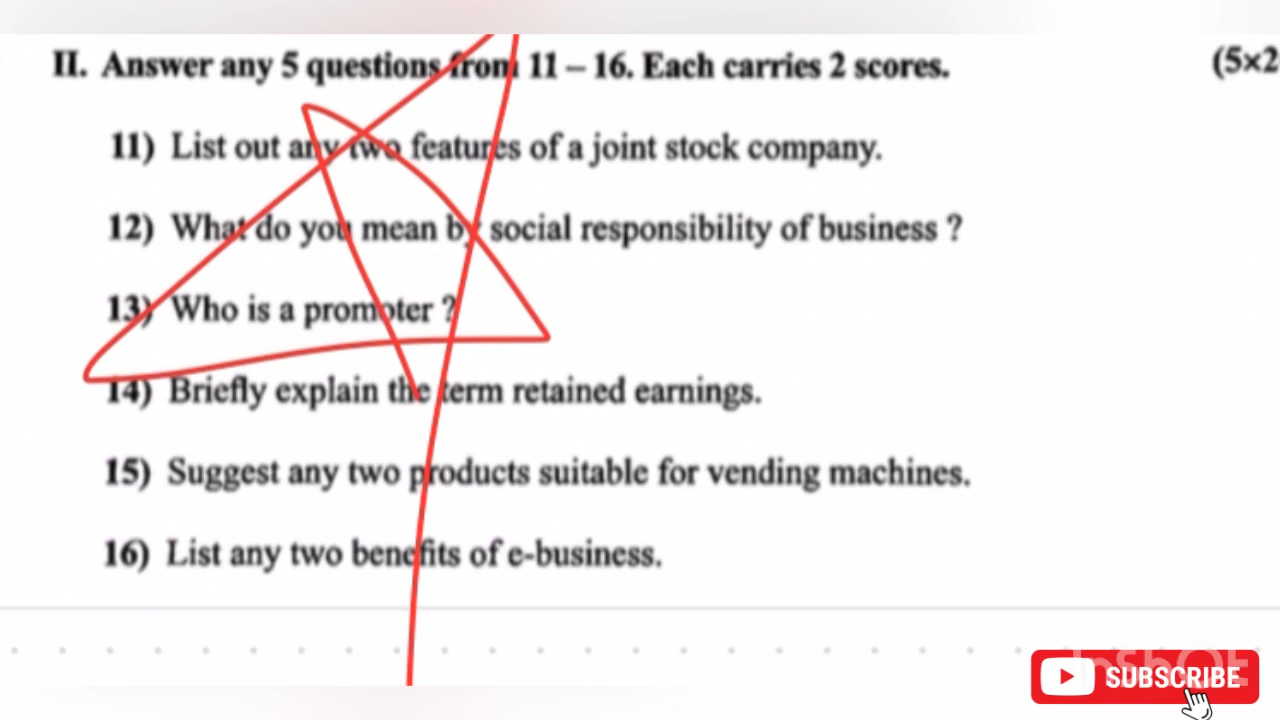 II. Answer any 5 questions from 11 – 16. Each carries 2 scores. (5×2
11) List out any two features of a joint stock company.
12) What do you mean by social responsibility of business ?
13) Who is a promoter ?
14) Briefly explain the term retained earnings.
15) Suggest any two products suitable for vending machines.
16) List any two benefits of e-business.
SUBSCRIBE